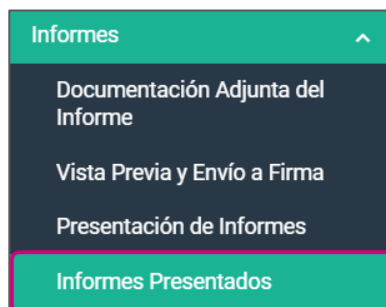 Informes
Documentación Adjunta del
Informe
Vista Previa y Envío a Firma
Presentación de Informes
Informes Presentados